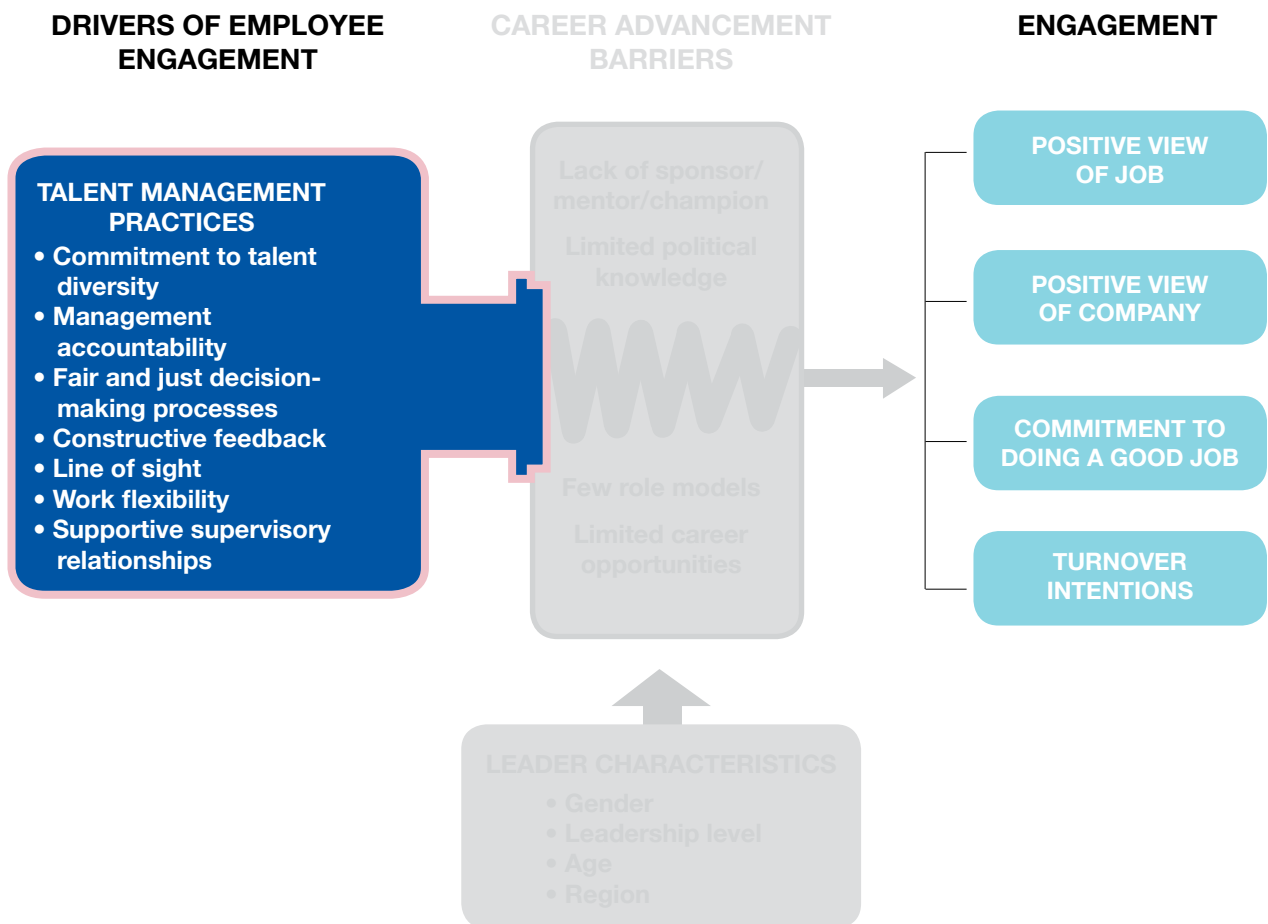 DRIVERS OF EMPLOYEE
ENGAGEMENT
CAREER ADVANCEMENT
BARRIERS
ENGAGEMENT
TALENT MANAGEMENT
PRACTICES
• Commitment to talent
diversity
• Management
accountability
• Fair and just decision-
making processes
• Constructive feedback
• Line of sight
• Work flexibility
• Supportive supervisory
relationships
Lack of sponsor/
mentor/champion
Limited political
knowledge
Few role models
Limited career
opportunities
POSITIVE VIEW
OF JOB
POSITIVE VIEW
OF COMPANY
COMMITMENT TO
DOING A GOOD JOB
TURNOVER
INTENTIONS
LEADER CHARACTERISTICS
• Gender
• Leadership level
• Age
• Region